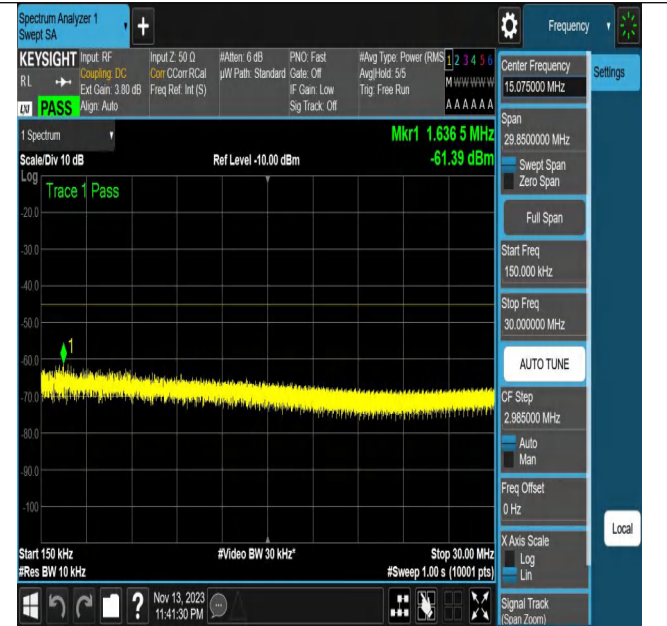 Spectrum Analyzer 1
Swept SA
+
Frequency
KEYSIGHT
RL
PASS
Input: RF
Coupling: DC
Ext Gain: 3.80 dB
Align: Auto
Input Z: 50 Ω
Corr CCorr RCal
Freq Ref: Int (S)
#Atten: 6 dB
µW Path: Standard
PNO: Fast
Gate: Off
IF Gain: Low
Sig Track: Off
#Avg Type: Power (RMS
Avg|Hold: 5/5
Trig: Free Run
1 2 3 4 5 6
M W W W W W
A A A A A A
1 Spectrum
Scale/Div 10 dB
Log
Ref Level -10.00 dBm
Mkr1 1.636 5 MHz
-61.39 dBm
Trace 1 Pass
1
-20.0
-30.0
-40.0
-50.0
-60.0
-70.0
-80.0
-90.0
-100
Start 150 kHz
#Res BW 10 kHz
#Video BW 30 kHz*
Stop 30.00 MHz
#Sweep 1.00 s (10001 pts)
Nov 13, 2023
11:41:30 PM
?
Settings
Center Frequency
15.075000 MHz
Span
29.8500000 MHz
Swept Span
Zero Span
Full Span
Start Freq
150.000 kHz
Stop Freq
30.000000 MHz
AUTO TUNE
CF Step
2.985000 MHz
Auto
Man
Freq Offset
0 Hz
X Axis Scale
Log
Lin
Signal Track
(Span Zoom)
Local